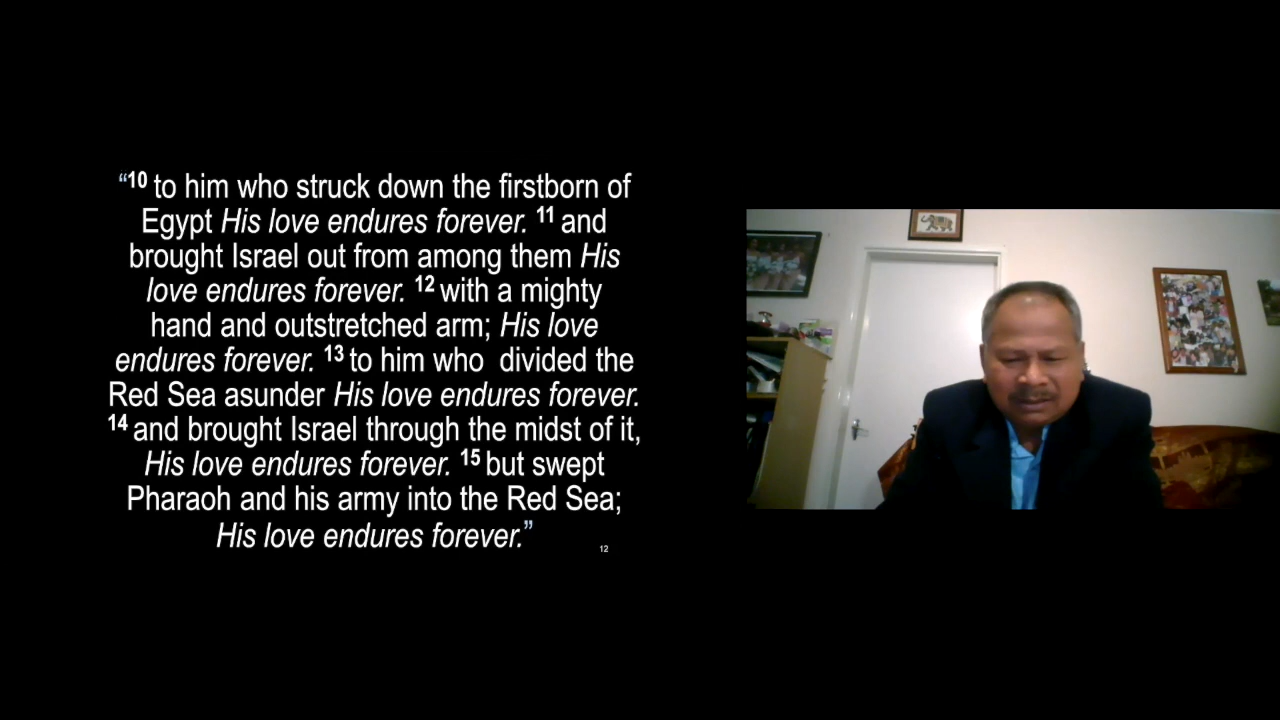 “10 to him who struck down the firstborn of
Egypt His love endures forever. 11 and
brought Israel out from among them His
love endures forever. 12 with a mighty
hand and outstretched arm; His love
endures forever. 13 to him who  divided the
Red Sea asunder His love endures forever.
14 and brought Israel through the midst of it,
His love endures forever. 15 but swept
Pharaoh and his army into the Red Sea;
His love endures forever.”
12